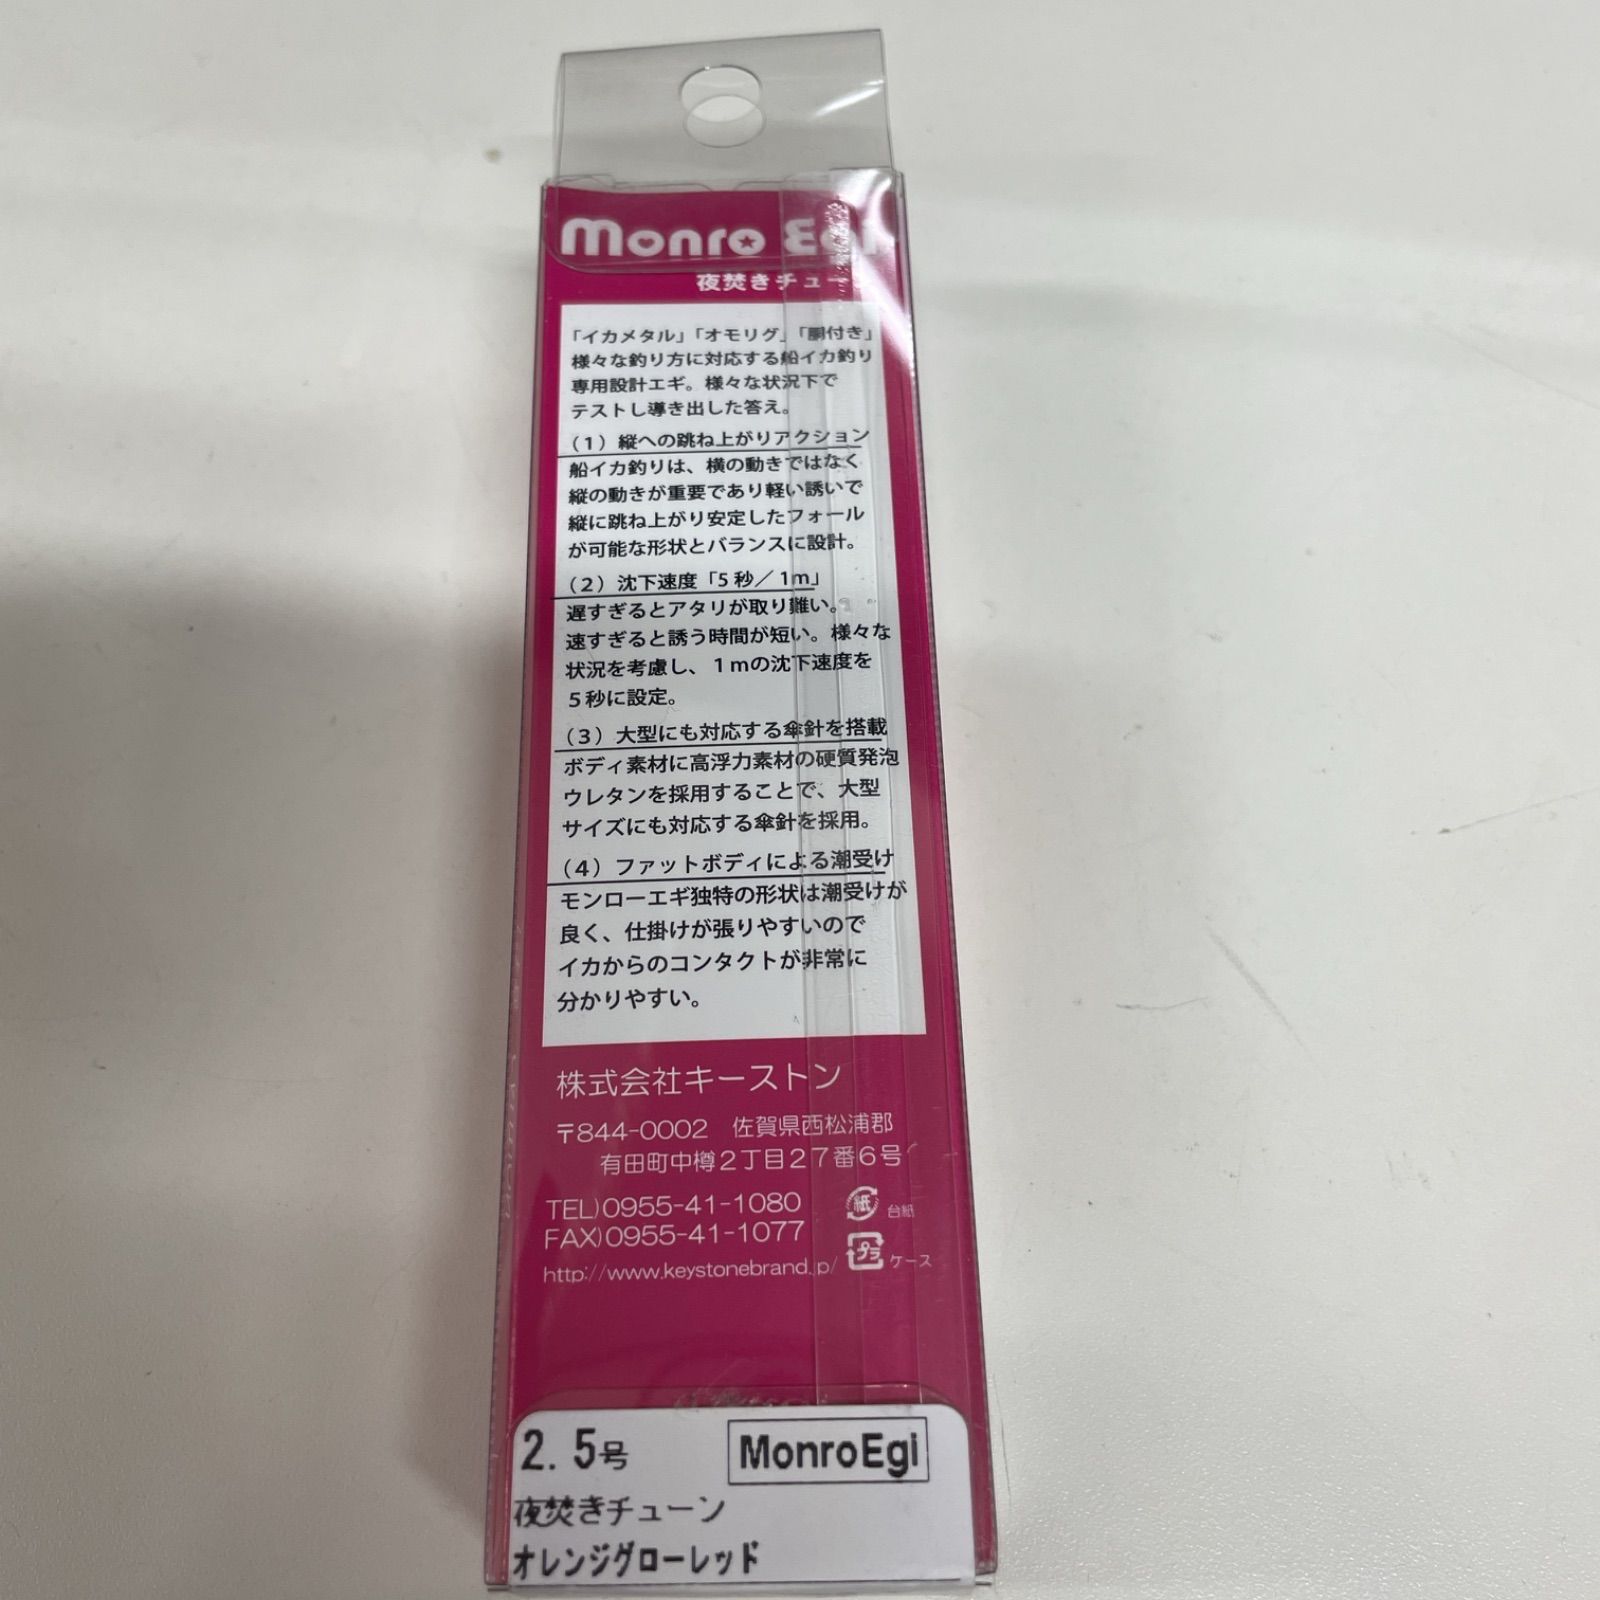 Monro Egi
夜焚きチューン
「イカメタル」「オモリグ」「胴付き」
様々な釣り方に対応する船イカ釣り
専用設計エギ。様々な状況下で
テストし導き出した答え。
(1) 縦への跳ね上がりアクション
船イカ釣りは、横の動きではなく
縦の動きが重要であり軽い誘いで
縦に跳ね上がり安定したフォール
が可能な形状とバランスに設計。
(2) 沈下速度「5秒／1m」
遅すぎるとアタリが取り難い。
速すぎると誘う時間が短い。様々な
状況を考慮し、1mの沈下速度を
5秒に設定。
(3) 大型にも対応する傘針を搭載
ボディ素材に高浮力素材の硬質発泡
ウレタンを採用することで、大型
サイズにも対応する傘針を採用。
(4) ファットボディによる潮受け
モンローエギ独特の形状は潮受けが
良く、仕掛けが張りやすいので
イカからのコンタクトが非常に
分かりやすい。
株式会社キーストン
〒844-0002 佐賀県西松浦郡
有田町中樽2丁目27番6号
TEL)0955-41-1080
FAX)0955-41-1077
紙 台紙
http://www.keystonebrand.jp/
プラ ケース
2.5号 MonroEgi
夜焚きチューン
オレンジグローレッド